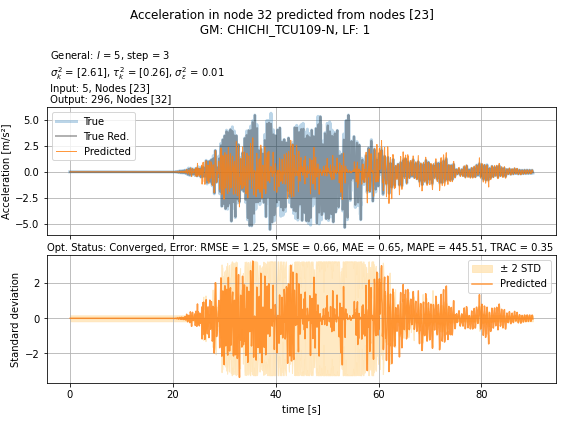 Acceleration in node 32 predicted from nodes [23]
GM: CHICHI_TCU109-N, LF: 1
General: l = 5, step = 3
σ²ₖ = [2.61], τ²ₖ = [0.26], σ²ε = 0.01
Input: 5, Nodes [23]
Output: 296, Nodes [32]
True
True Red.
Predicted
Acceleration [m/s²]
5.0
2.5
0.0
−2.5
−5.0
Opt. Status: Converged, Error: RMSE = 1.25, SMSE = 0.66, MAE = 0.65, MAPE = 445.51, TRAC = 0.35
± 2 STD
Predicted
Standard deviation
2
0
−2
0 20 40 60 80
time [s]